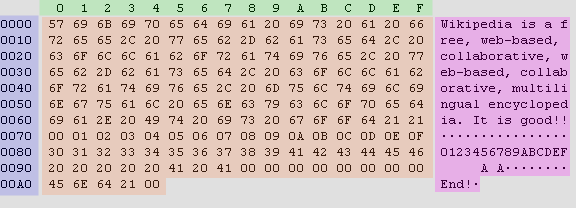 0 1 2 3 4 5 6 7 8 9 A B C D E F
0000 57 69 6B 69 70 65 64 69 61 20 69 73 20 61 20 66 Wikipedia is a f
0010 72 65 65 2C 20 77 65 62 2D 62 61 73 65 64 2C 20 ree, web-based,
0020 63 6F 6C 6C 61 62 6F 72 61 74 69 76 65 2C 20 77 collaborative, w
0030 65 62 2D 62 61 73 65 64 2C 20 63 6F 6C 6C 61 62 eb-based, collab
0040 6F 72 61 74 69 76 65 2C 20 6D 75 6C 74 69 6C 69 orative, multili
0050 6E 67 75 61 6C 20 65 6E 63 79 63 6C 6F 70 65 64 ngual encycloped
0060 69 61 2E 20 49 74 20 69 73 20 67 6F 6F 64 21 21 ia. It is good!!
0070 00 01 02 03 04 05 06 07 08 09 0A 0B 0C 0D 0E 0F ················
0080 30 31 32 33 34 35 36 37 38 39 41 42 43 44 45 46 0123456789ABCDEF
0090 20 20 20 20 20 41 20 41 00 00 00 00 00 00 00 00 A A········
00A0 45 6E 64 21 00 End!·